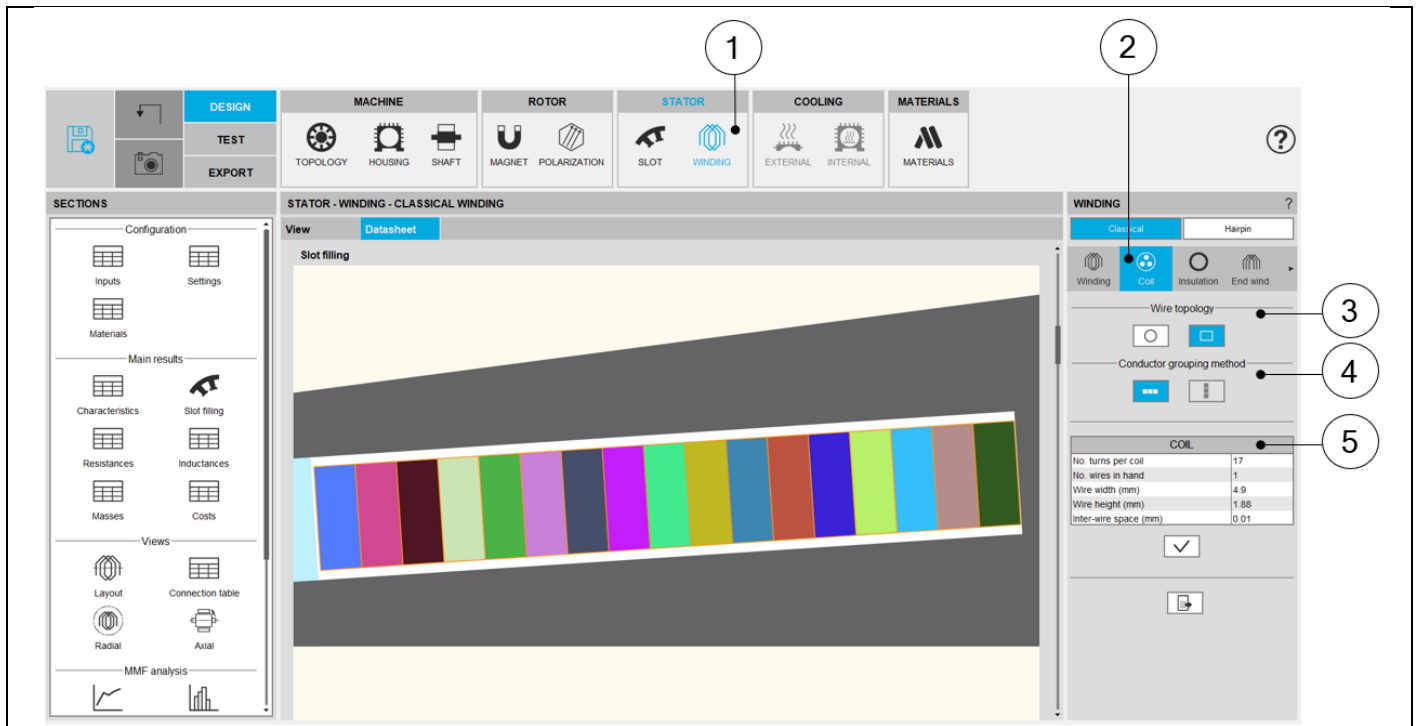 1
2
DESIGN
TEST
EXPORT
MACHINE
TOPOLOGY
HOUSING
SHAFT
ROTOR
MAGNET
POLARIZATION
STATOR
SLOT
WINDING
COOLING
EXTERNAL
INTERNAL
MATERIALS
MATERIALS
?
SECTIONS
Configuration
Inputs
Settings
Materials
Main results
Characteristics
Slot filling
Resistances
Inductances
Masses
Costs
Views
Layout
Connection table
Radial
Axial
MMF analysis
STATOR - WINDING - CLASSICAL WINDING
View
Datasheet
Slot filling
WINDING ?
Classical
Hairpin
Winding
Coil
Insulation
End wind.
Wire topology
3
Conductor grouping method
4
COIL
5
No. turns per coil 17
No. wires in hand 1
Wire width (mm) 4.9
Wire height (mm) 1.88
Inter-wire space (mm) 0.01